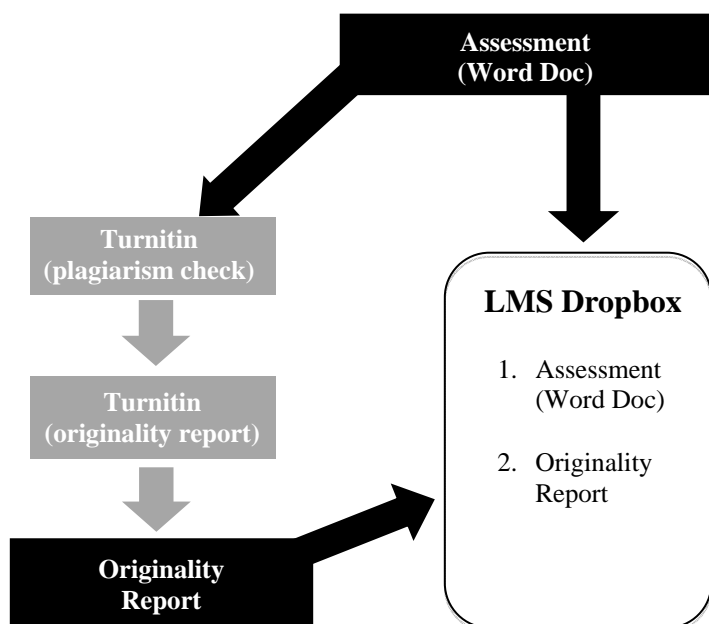 Assessment
(Word Doc)
Turnitin
(plagiarism check)
Turnitin
(originality report)
Originality
Report
LMS Dropbox
1. Assessment
(Word Doc)
2. Originality
Report